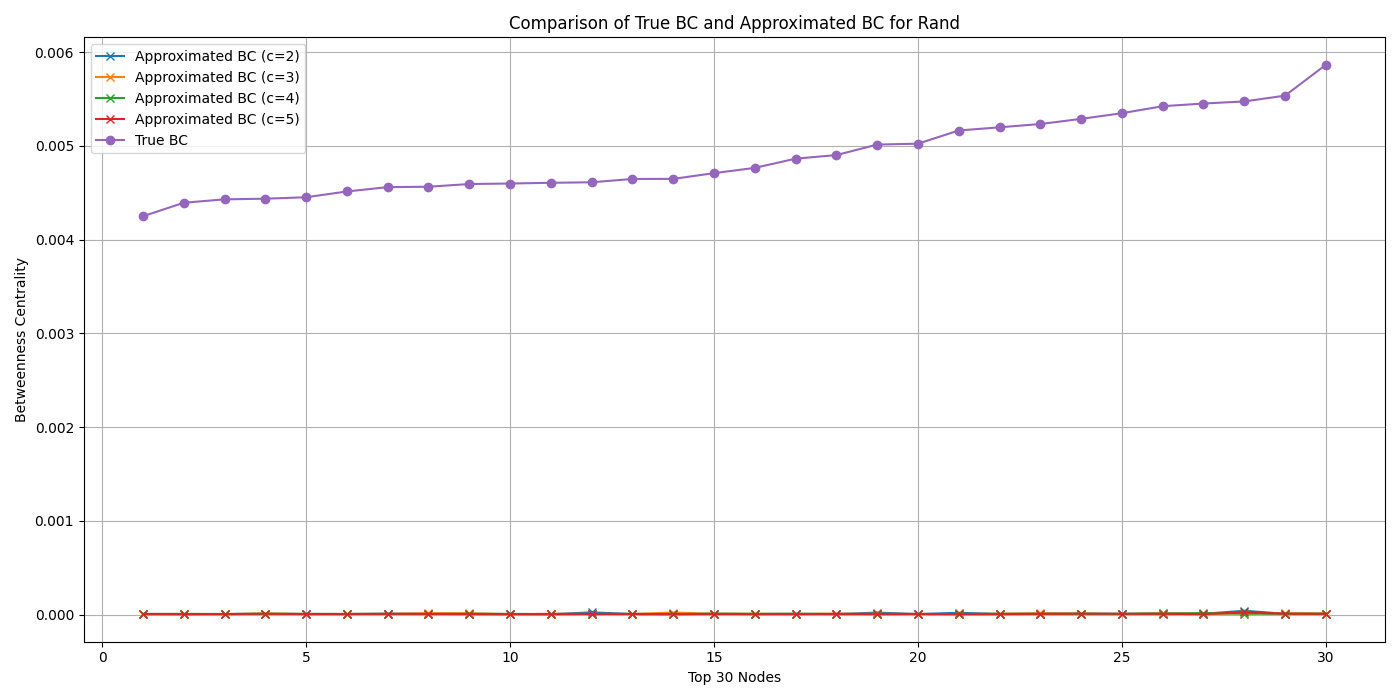 Comparison of True BC and Approximated BC for Rand
Approximated BC (c=2)
Approximated BC (c=3)
Approximated BC (c=4)
Approximated BC (c=5)
True BC
Betweenness Centrality
0.006
0.005
0.004
0.003
0.002
0.001
0.000
0 5 10 15 20 25 30
Top 30 Nodes